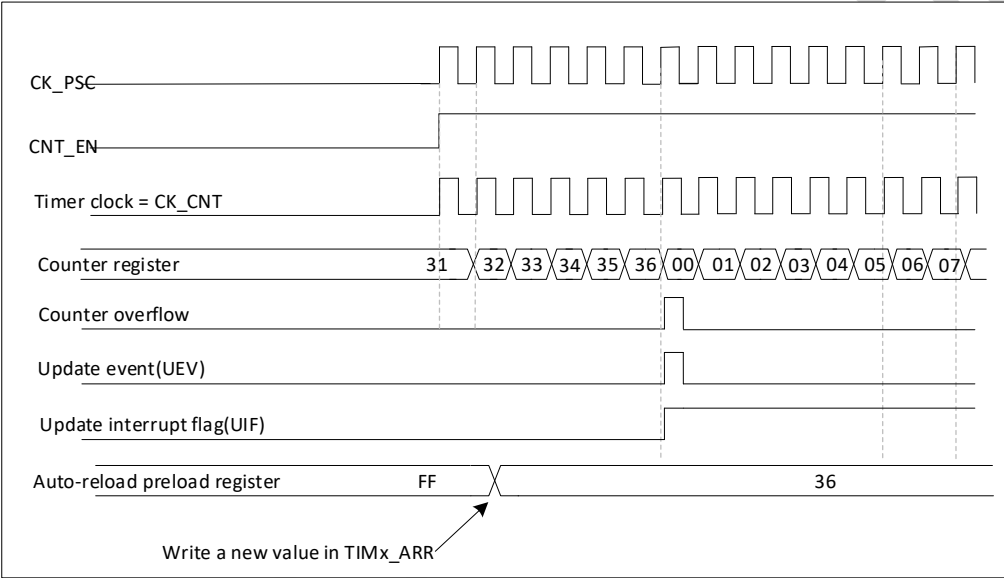 CK_PSC
CNT_EN
Timer clock = CK_CNT
Counter register 31 32 33 34 35 36 00 01 02 03 04 05 06 07
Counter overflow
Update event(UEV)
Update interrupt flag(UIF)
Auto-reload preload register FF 36
Write a new value in TIMx_ARR